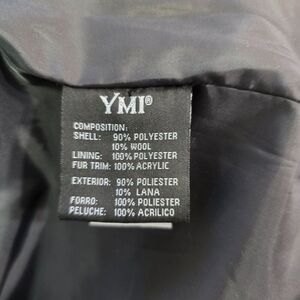 YMI®
COMPOSITION:
SHELL: 90% POLYESTER
10% WOOL
LINING: 100% POLYESTER
FUR TRIM: 100% ACRYLIC
EXTERIOR: 90% POLIESTER
10% LANA
FORRO: 100% POLIESTER
PELUCHE: 100% ACRILICO